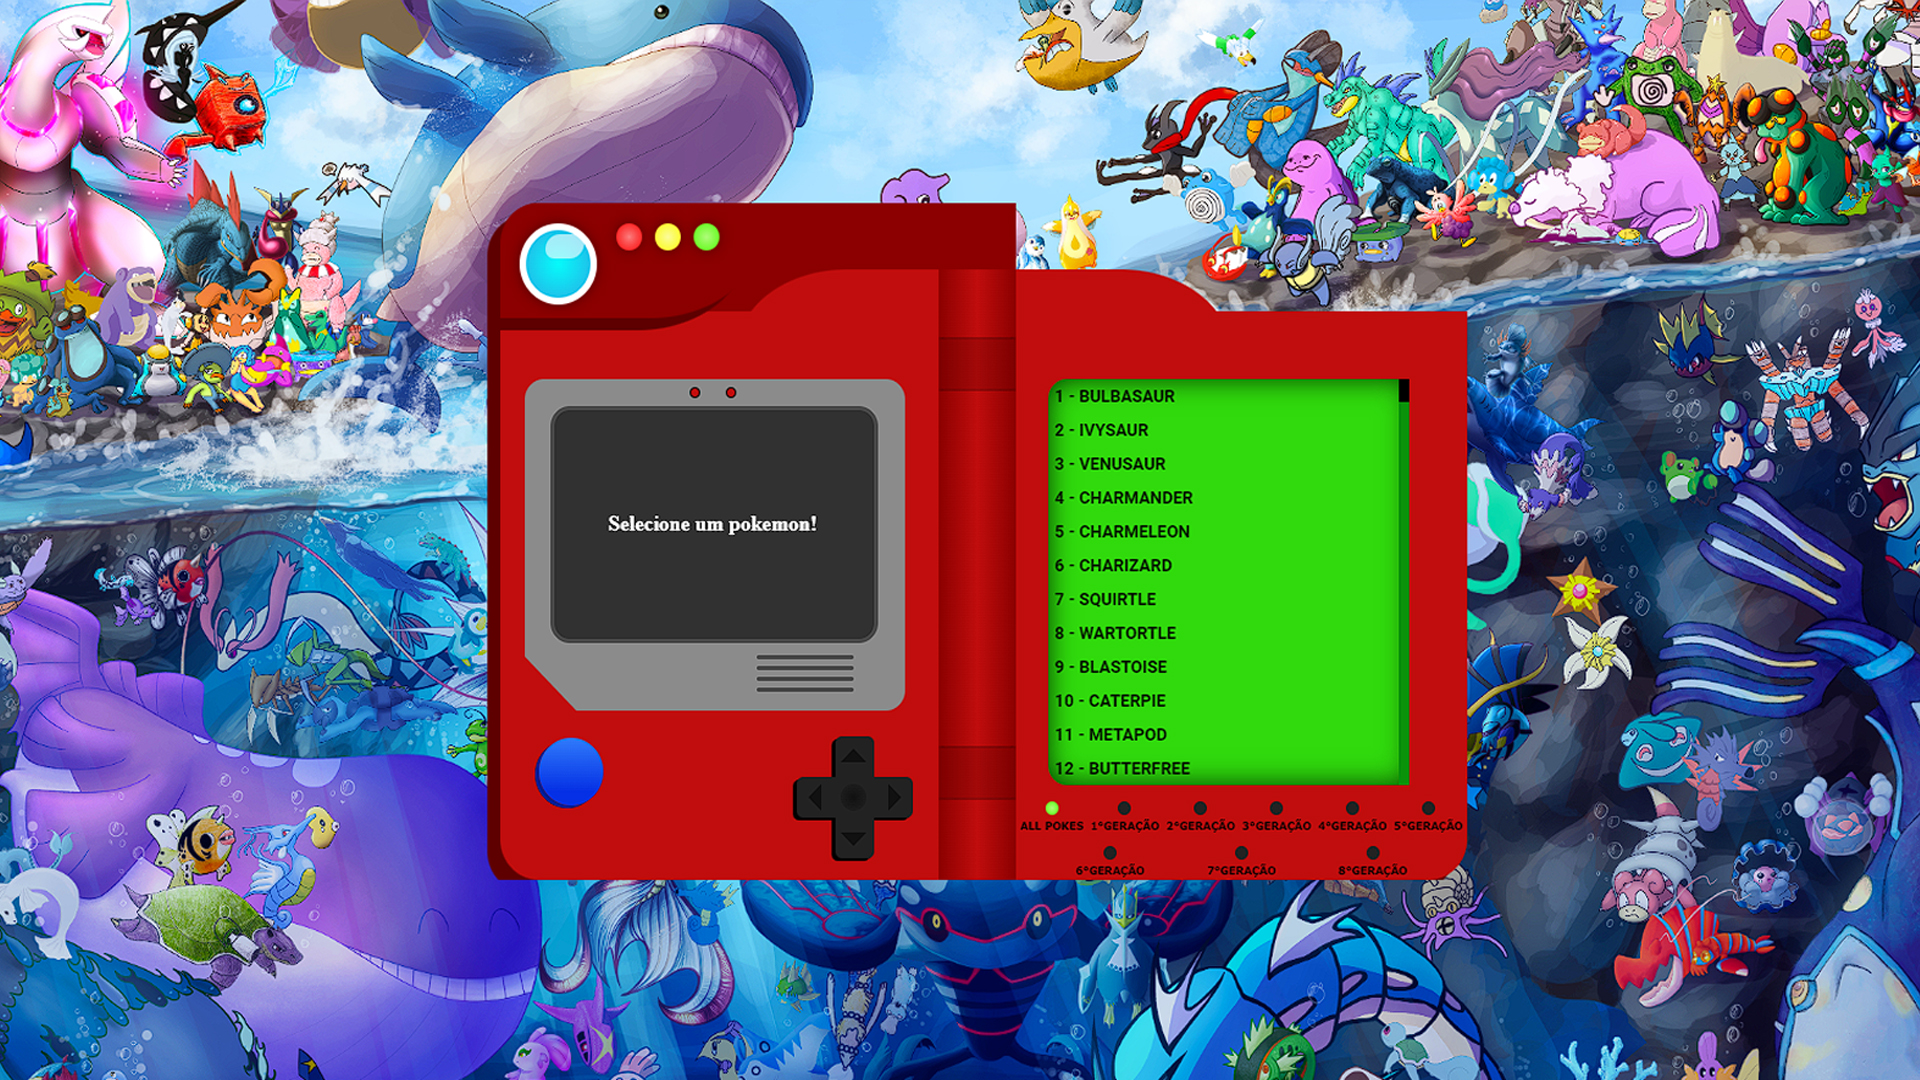 Selecione um pokemon!
1 - BULBASAUR
2 - IVYSAUR
3 - VENUSAUR
4 - CHARMANDER
5 - CHARMELEON
6 - CHARIZARD
7 - SQUIRTLE
8 - WARTORTLE
9 - BLASTOISE
10 - CATERPIE
11 - METAPOD
12 - BUTTERFREE
ALL POKES 1°GERAÇÃO 2°GERAÇÃO 3°GERAÇÃO 4°GERAÇÃO 5°GERAÇÃO
6°GERAÇÃO 7°GERAÇÃO 8°GERAÇÃO